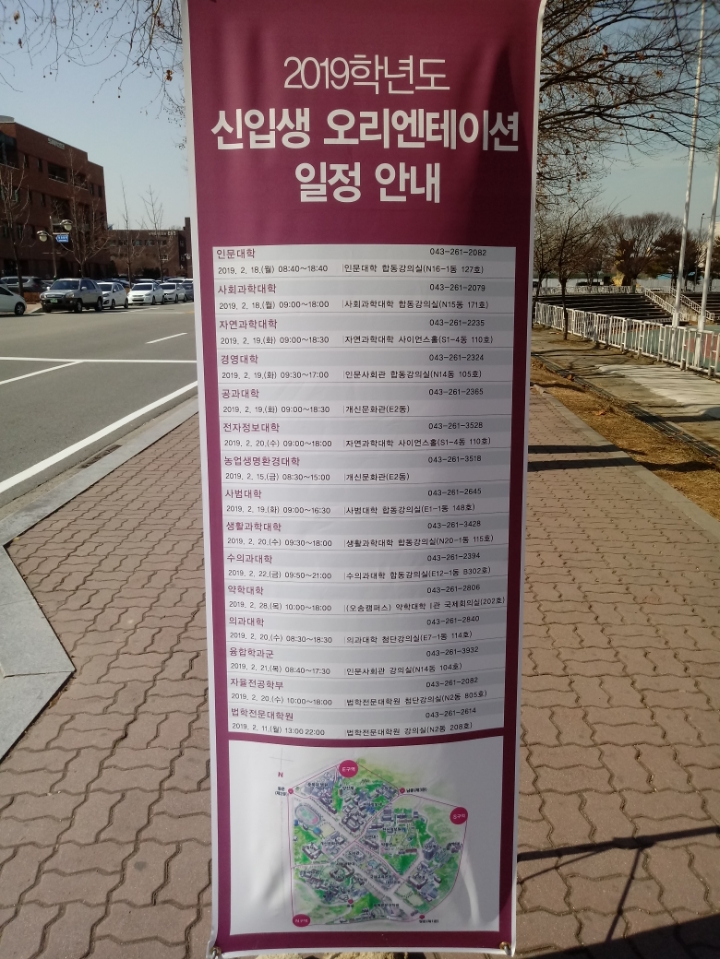 2019학년도
신입생 오리엔테이션
일정 안내
인문대학 043-261-2082
2019. 2. 18.(월) 08:40~18:40 인문대학 합동강의실(N16-1동 127호)
사회과학대학 043-261-2079
2019. 2. 18.(월) 09:00~18:00 사회과학대학 합동강의실(N15동 171호)
자연과학대학 043-261-2235
2019. 2. 19.(화) 09:00~18:30 자연과학대학 사이언스홀(S1-4동 110호)
경영대학 043-261-2324
2019. 2. 19.(화) 09:30~17:00 인문사회관 합동강의실(N14동 105호)
공과대학 043-261-2365
2019. 2. 19.(화) 09:00~18:30 개신문화관(E2동)
전자정보대학 043-261-3528
2019. 2. 20.(수) 09:00~18:00 자연과학대학 사이언스홀(S1-4동 110호)
농업생명환경대학 043-261-3518
2019. 2. 15.(금) 08:30~15:00 개신문화관(E2동)
사범대학 043-261-2645
2019. 2. 19.(화) 09:00~16:30 사범대학 합동강의실(E1-1동 148호)
생활과학대학 043-261-3428
2019. 2. 20.(수) 09:30~18:00 생활과학대학 합동강의실(N20-1동 115호)
수의과대학 043-261-2394
2019. 2. 22.(금) 09:50~21:00 수의과대학 합동강의실(E12-1동 B302호)
약학대학 043-261-2806
2019. 2. 28.(목) 10:00~18:00 (오송캠퍼스) 약학대학 1관 국제회의실(202호)
의과대학 043-261-2840
2019. 2. 20.(수) 08:30~18:30 의과대학 첨단강의실(E7-1동 114호)
융합학과군 043-261-3932
2019. 2. 21.(목) 08:40~17:30 인문사회관 강의실(N14동 104호)
자율전공학부 043-261-2082
2019. 2. 20.(수) 10:00~18:00 법학전문대학원 첨단강의실(N2동 805호)
법학전문대학원 043-261-2614
2019. 2. 11.(월) 13:00 22:00 법학전문대학원 강의실(N2동 208호)